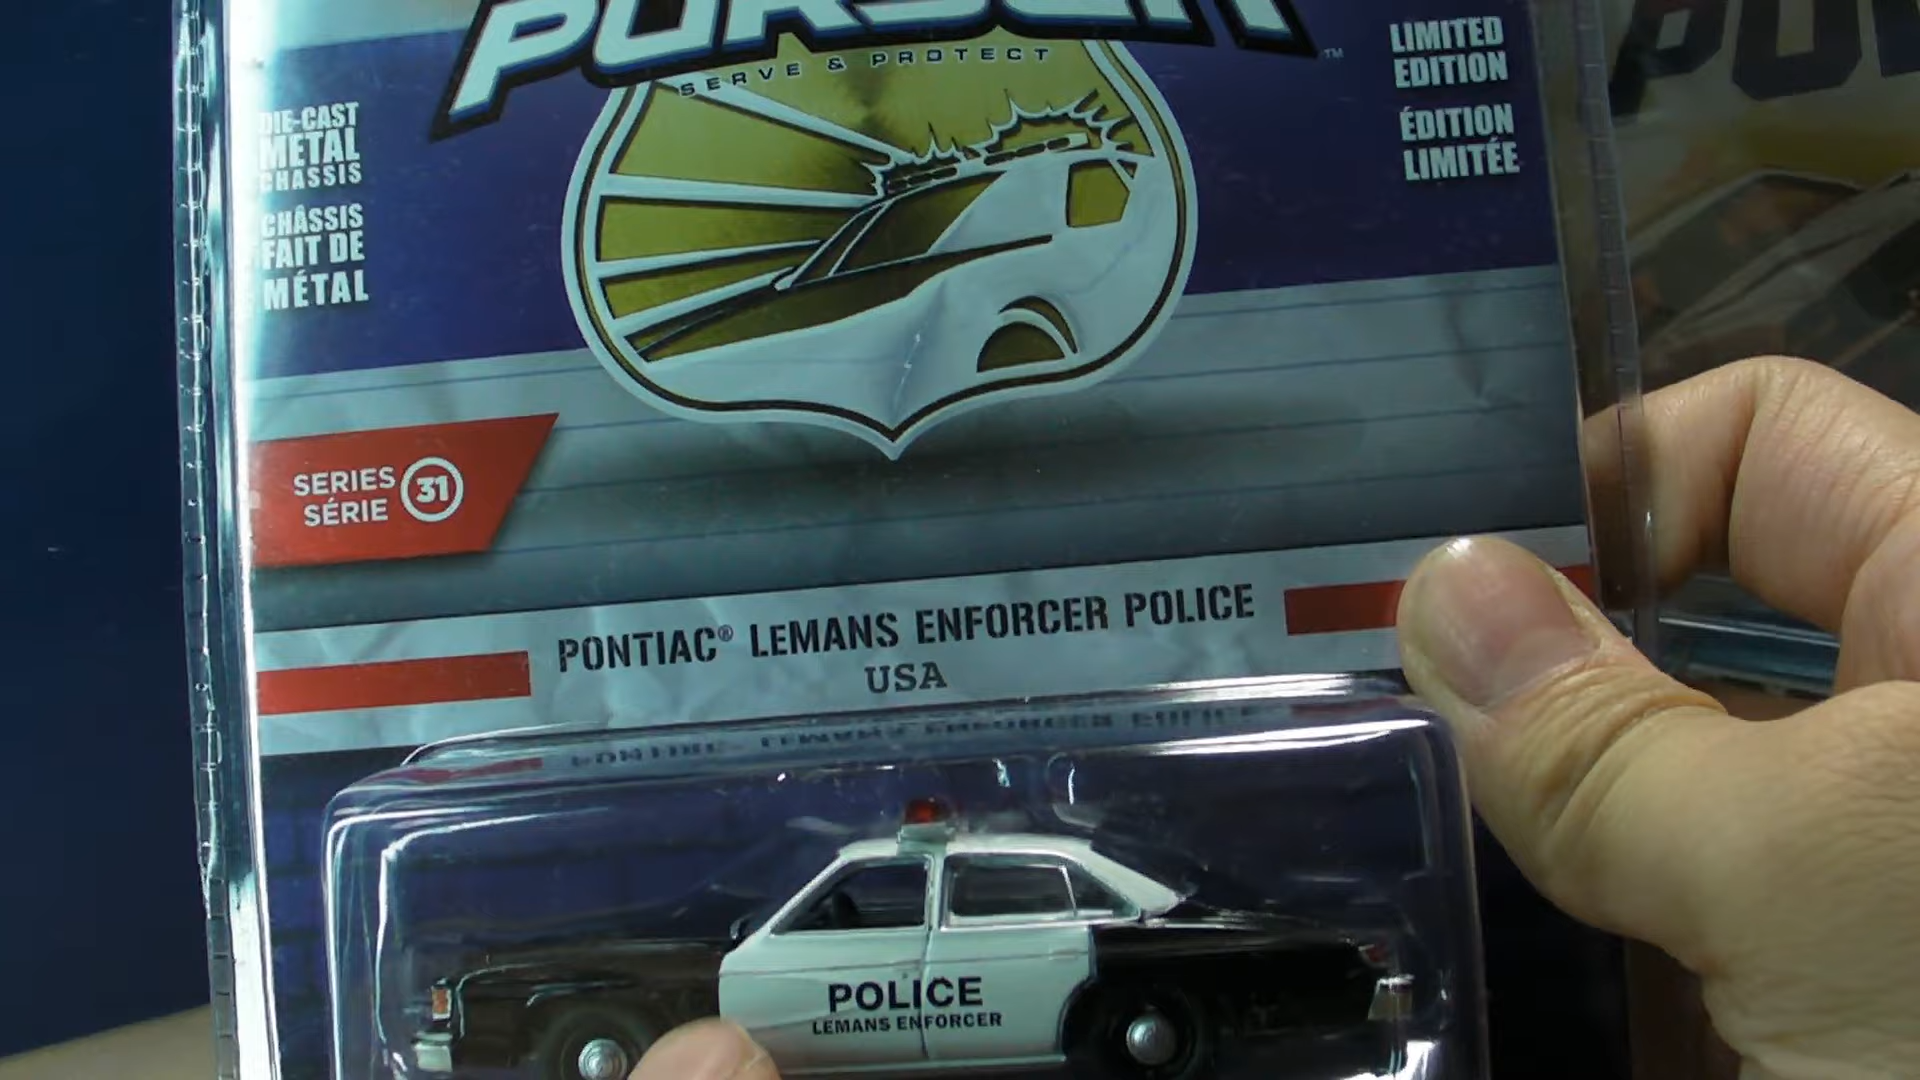 SERVE & PROTECT
™
LIMITED
EDITION
ÉDITION
LIMITÉE
DIE-CAST
METAL
CHASSIS
CHÂSSIS
FAIT DE
MÉTAL
SERIES
SÉRIE
31
PONTIAC® LEMANS ENFORCER POLICE
USA
POLICE
LEMANS ENFORCER